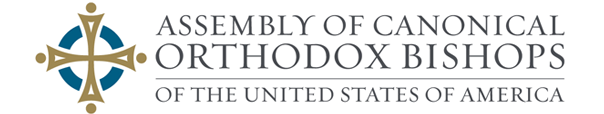 ASSEMBLY OF CANONICAL
ORTHODOX BISHOPS
OF THE UNITED STATES OF AMERICA